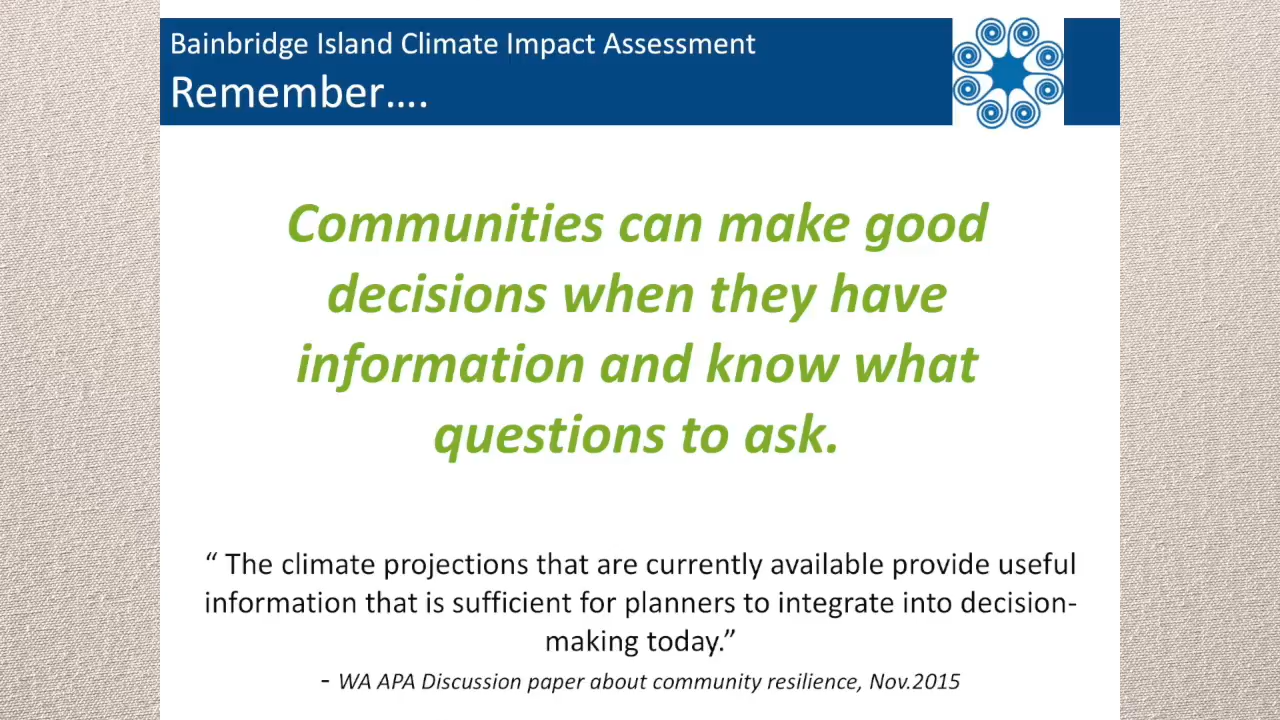 Bainbridge Island Climate Impact Assessment
Remember....
Communities can make good
decisions when they have
information and know what
questions to ask.
“ The climate projections that are currently available provide useful
information that is sufficient for planners to integrate into decision-
making today.”
- WA APA Discussion paper about community resilience, Nov.2015